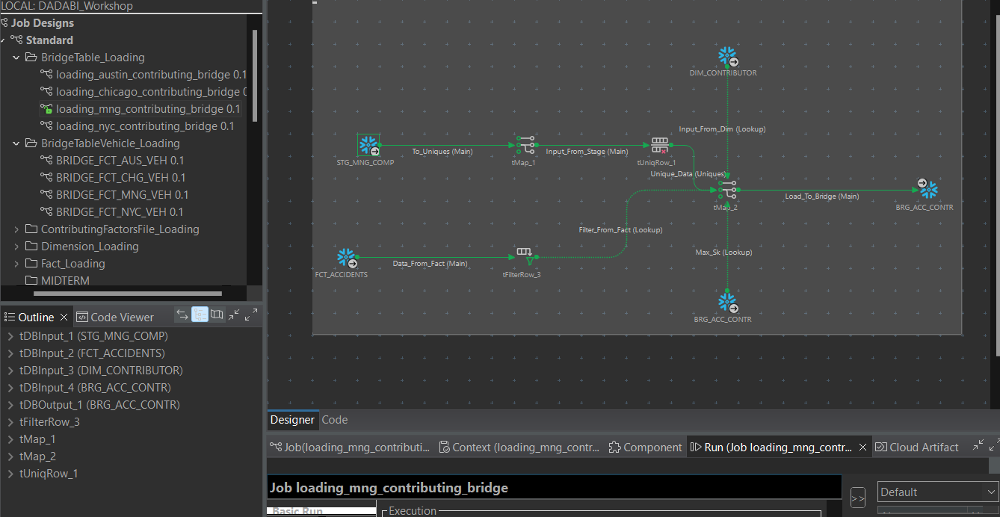 LOCAL: DADABI_Workshop
Job Designs
Standard
BridgeTable_Loading
loading_austin_contributing_bridge 0.1
loading_chicago_contributing_bridge 0
loading_mng_contributing_bridge 0.1
loading_nyc_contributing_bridge 0.1
BridgeTableVehicle_Loading
BRIDGE_FCT_AUS_VEH 0.1
BRIDGE_FCT_CHG_VEH 0.1
BRIDGE_FCT_MNG_VEH 0.1
BRIDGE_FCT_NYC_VEH 0.1
ContributingFactorsFile_Loading
Dimension_Loading
Fact_Loading
MIDTERM
Outline
Code Viewer
tDBInput_1 (STG_MNG_COMP)
tDBInput_2 (FCT_ACCIDENTS)
tDBInput_3 (DIM_CONTRIBUTOR)
tDBInput_4 (BRG_ACC_CONTR)
tDBOutput_1 (BRG_ACC_CONTR)
tFilterRow_3
tMap_1
tMap_2
tUniqRow_1
DIM_CONTRIBUTOR
Input_From_Dim (Lookup)
STG_MNG_COMP
To_Uniques (Main)
tMap_1
Input_From_Stage (Main)
tUniqRow_1
Unique_Data (Uniques)
tMap_2
Load_To_Bridge (Main)
BRG_ACC_CONTR
Filter_From_Fact (Lookup)
FCT_ACCIDENTS
Data_From_Fact (Main)
tFilterRow_3
Max_Sk (Lookup)
BRG_ACC_CONTR
Designer
Code
Job(loading_mng_contributi...
Context (loading_mng_contr...
Component
Run (Job loading_mng_contr...
Cloud Artifact
Job loading_mng_contributing_bridge
Basic Run
Execution
>>
Default